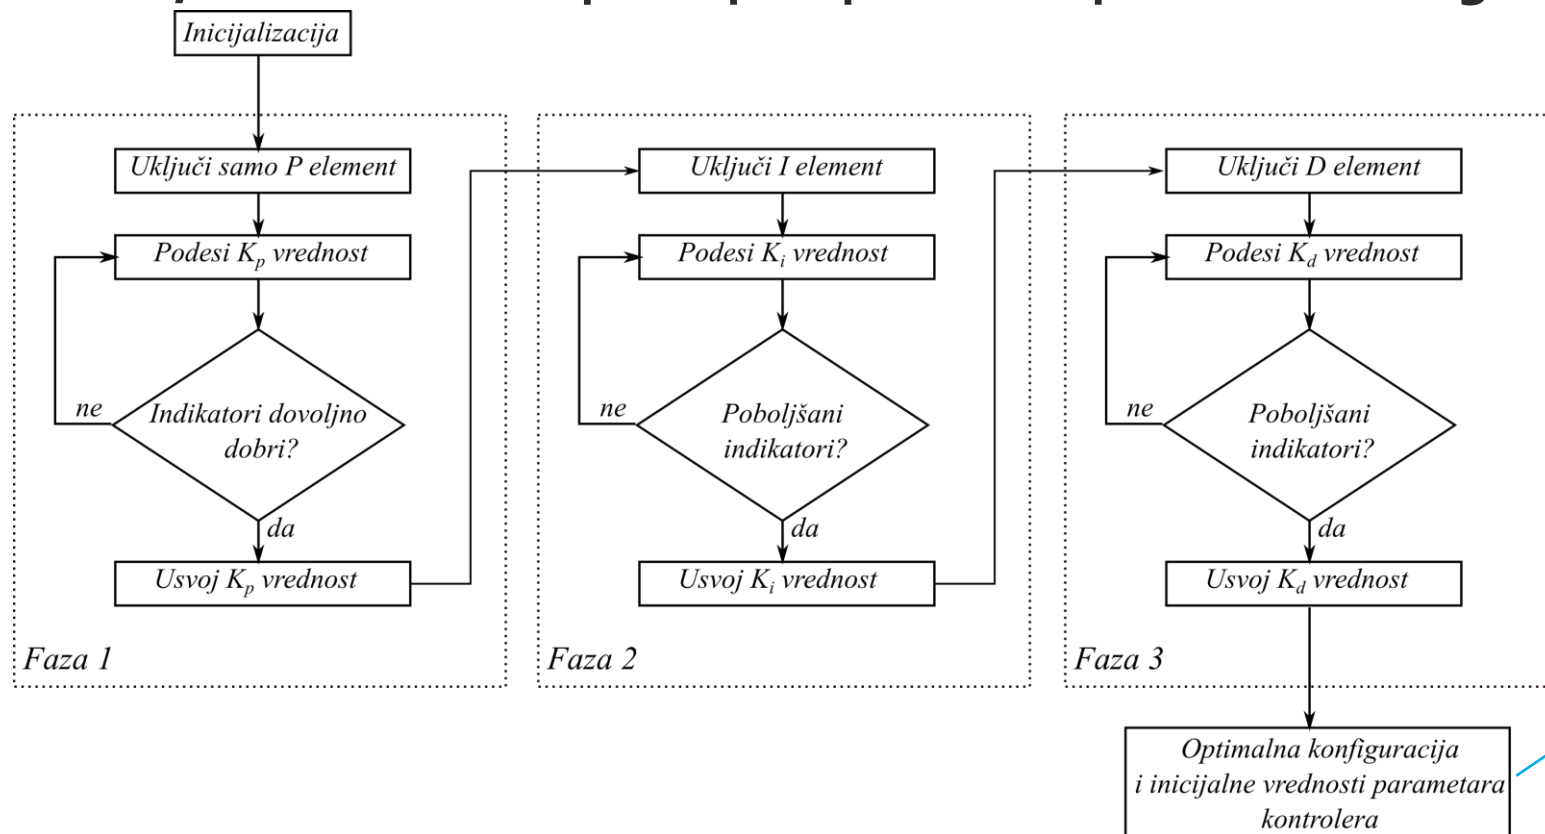 Inicijalizacija
Uključi samo P element
Podesi Kp vrednost
ne
Indikatori dovoljno
dobri?
da
Usvoj Kp vrednost
Faza 1
Uključi I element
Podesi Ki vrednost
ne
Poboljšani
indikatori?
da
Usvoj Ki vrednost
Faza 2
Uključi D element
Podesi Kd vrednost
ne
Poboljšani
indikatori?
da
Usvoj Kd vrednost
Faza 3
Optimalna konfiguracija
i inicijalne vrednosti parametara
kontrolera